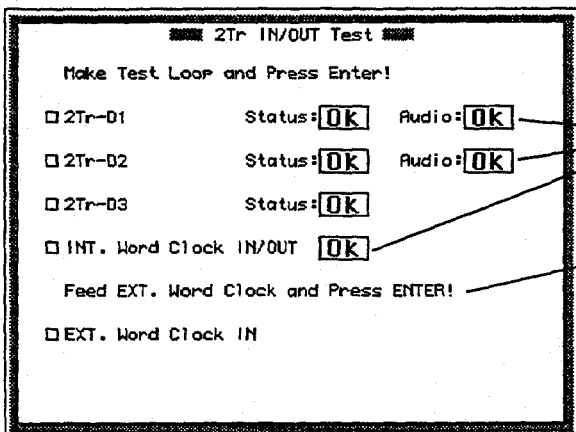 2Tr IN/OUT Test
Make Test Loop and Press Enter!
2Tr-D1 Status: Ok Audio: Ok
2Tr-D2 Status: Ok Audio: Ok
2Tr-D3 Status: Ok
INT. Word Clock IN/OUT Ok
Feed EXT. Word Clock and Press ENTER!
EXT. Word Clock IN